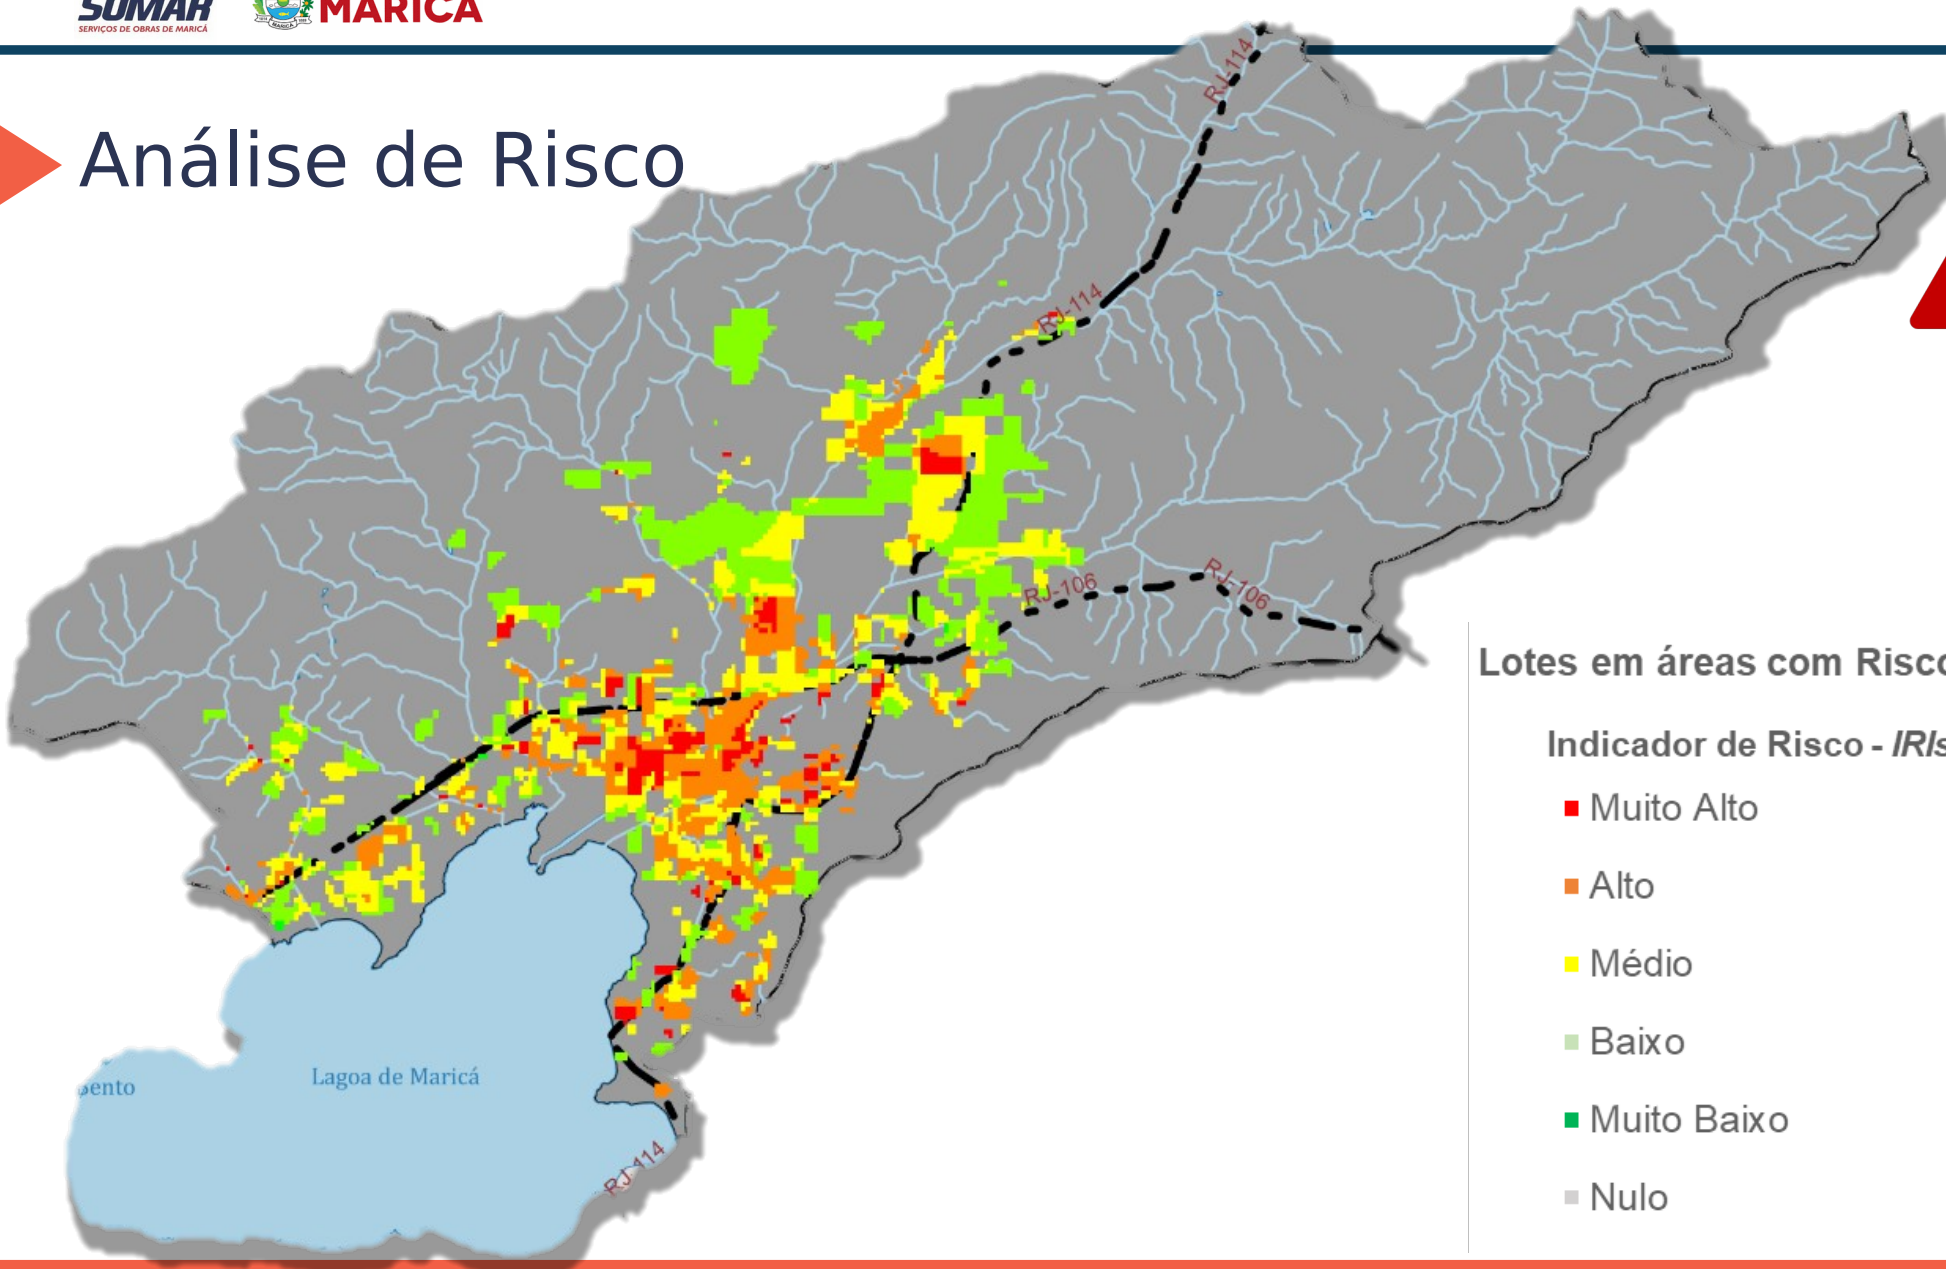 SOMAR
SERVIÇOS DE OBRAS DE MARICÁ
MARICÁ
Análise de Risco
RJ-114
RJ-114
RJ-106
RJ-106
Lotes em áreas com Risco
Indicador de Risco - IRIs
Muito Alto
Alto
Médio
Baixo
Muito Baixo
Nulo
Lagoa de Maricá
RJ-114